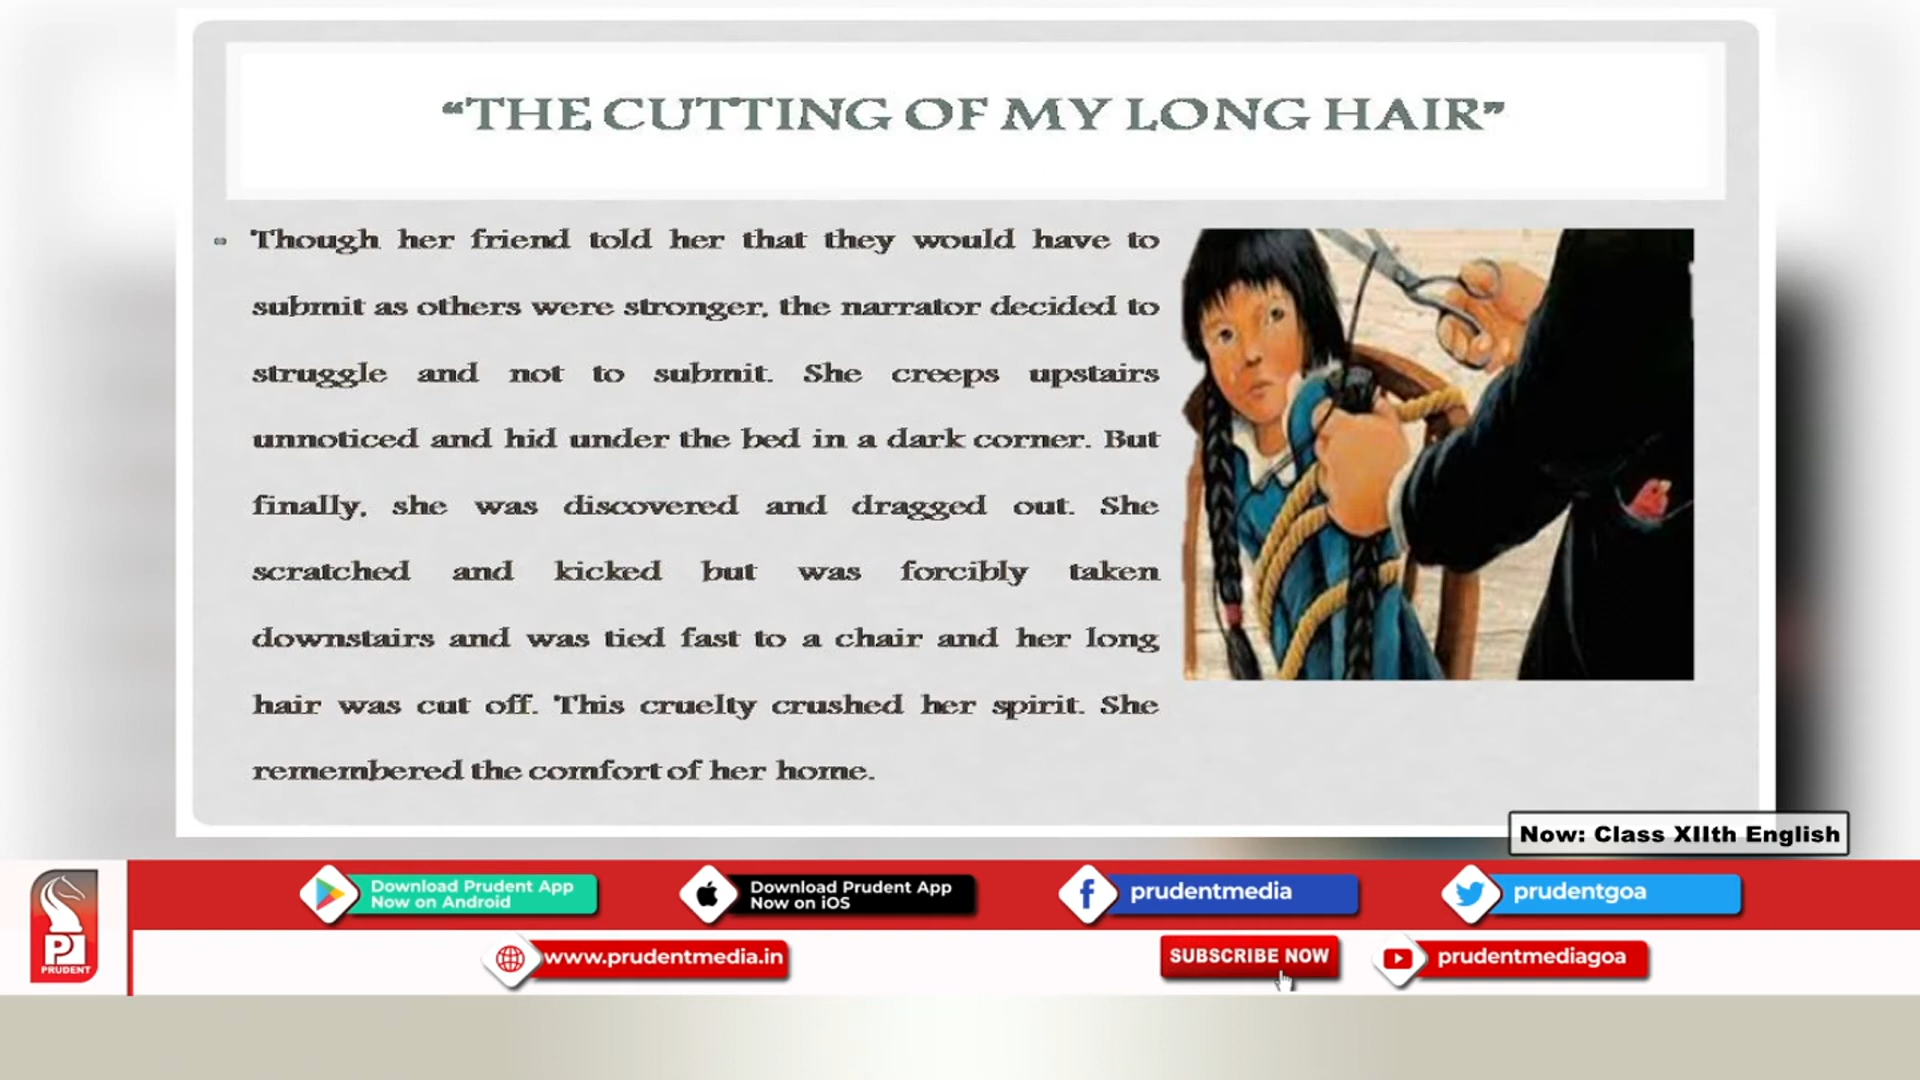 “THE CUTTING OF MY LONG HAIR”
Though her friend told her that they would have to
submit as others were stronger, the narrator decided to
struggle and not to submit. She creeps upstairs
unnoticed and hid under the bed in a dark corner. But
finally, she was discovered and dragged out. She
scratched and kicked but was forcibly taken
downstairs and was tied fast to a chair and her long
hair was cut off. This cruelty crushed her spirit. She
remembered the comfort of her home.
Now: Class XIIth English
Download Prudent App
Now on Android
Download Prudent App
Now on iOS
prudentmedia
prudentgoa
PRUDENT
www.prudentmedia.in
SUBSCRIBE NOW
prudentmediagoa